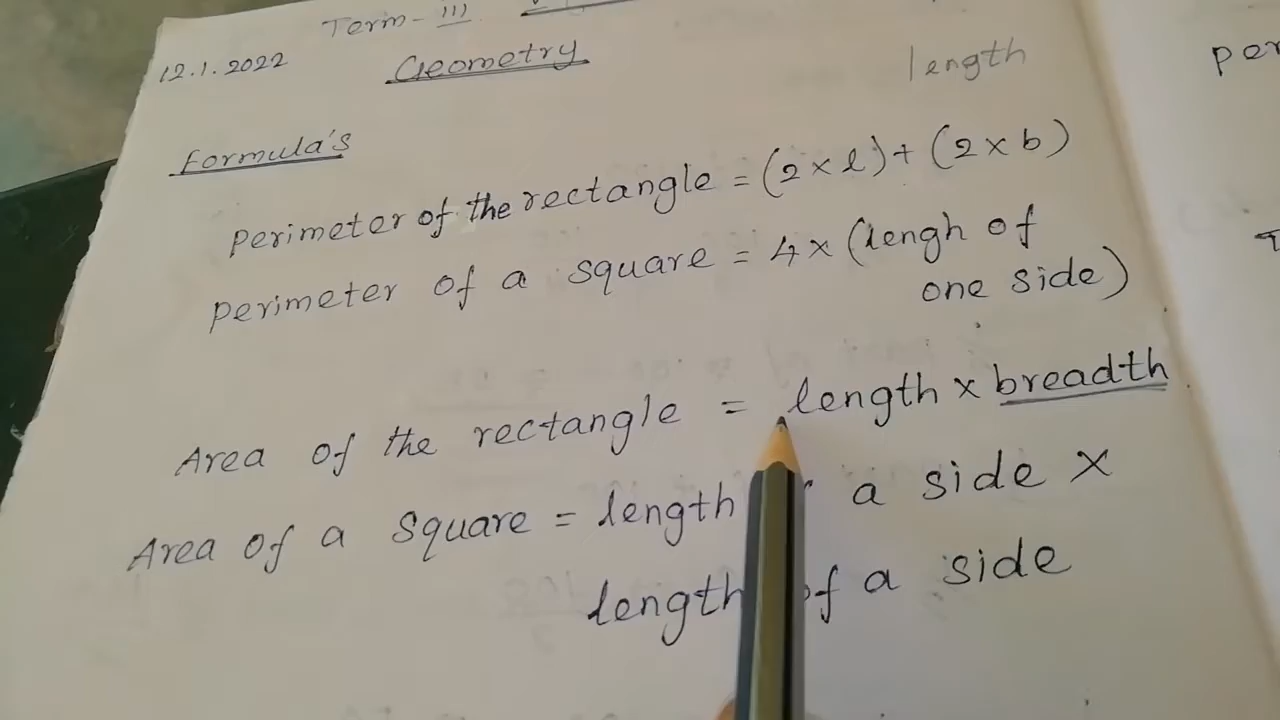 Term - III
12.1.2022
Geometry
length
per
Formula's
perimeter of the rectangle = (2 × l) + (2 × b)
perimeter of a square = 4 × (lengh of
one side)
Area of the rectangle = length × breadth
Area of a square = length a side ×
length of a side